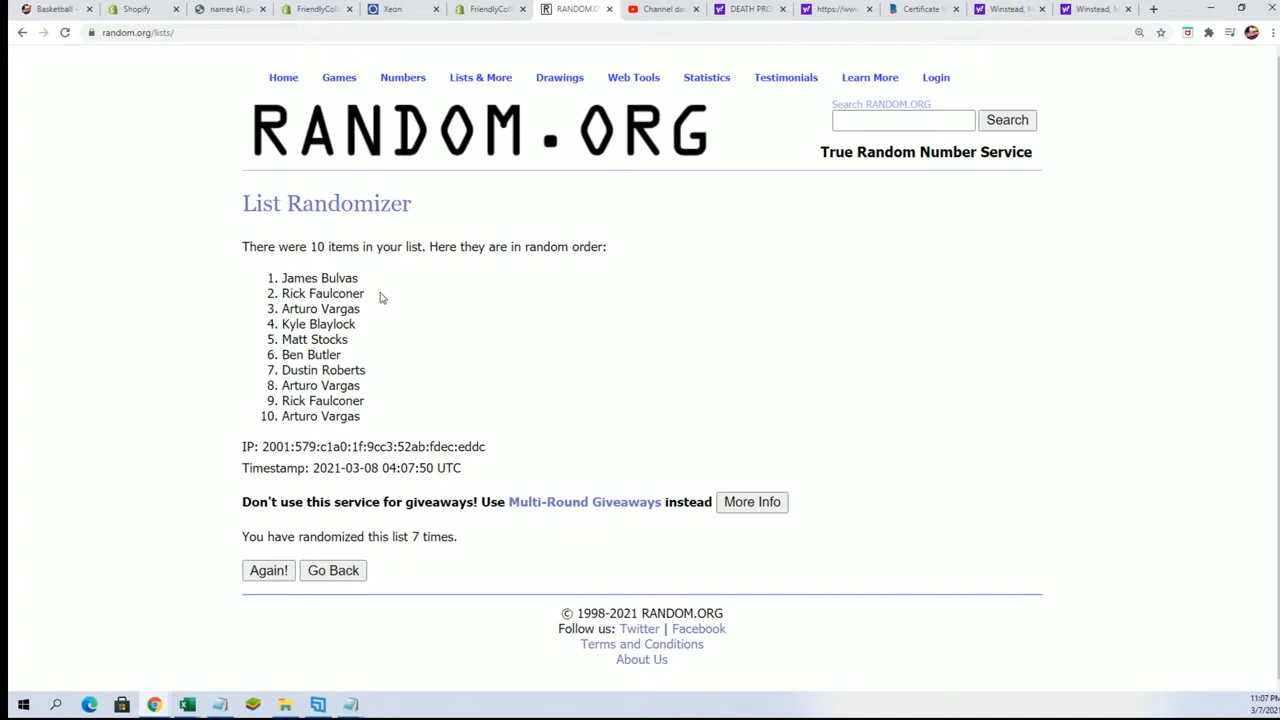 Basketball
Shopify
names (4).
FriendlyColl
Xeon
FriendlyColl
RANDOM.O
Channel da
DEATH PRO
https://www
Certificate
Winstead, M
Winstead, M
random.org/lists/
Home
Games
Numbers
Lists & More
Drawings
Web Tools
Statistics
Testimonials
Learn More
Login
RANDOM.ORG
Search RANDOM.ORG
Search
True Random Number Service
List Randomizer
There were 10 items in your list. Here they are in random order:
1. James Bulvas
2. Rick Faulconer
3. Arturo Vargas
4. Kyle Blaylock
5. Matt Stocks
6. Ben Butler
7. Dustin Roberts
8. Arturo Vargas
9. Rick Faulconer
10. Arturo Vargas
IP: 2001:579:c1a0:1f:9cc3:52ab:fdec:eddc
Timestamp: 2021-03-08 04:07:50 UTC
Don't use this service for giveaways! Use Multi-Round Giveaways instead More Info
You have randomized this list 7 times.
Again! Go Back
© 1998-2021 RANDOM.ORG
Follow us: Twitter | Facebook
Terms and Conditions
About Us
11:07 PM
3/7/2021